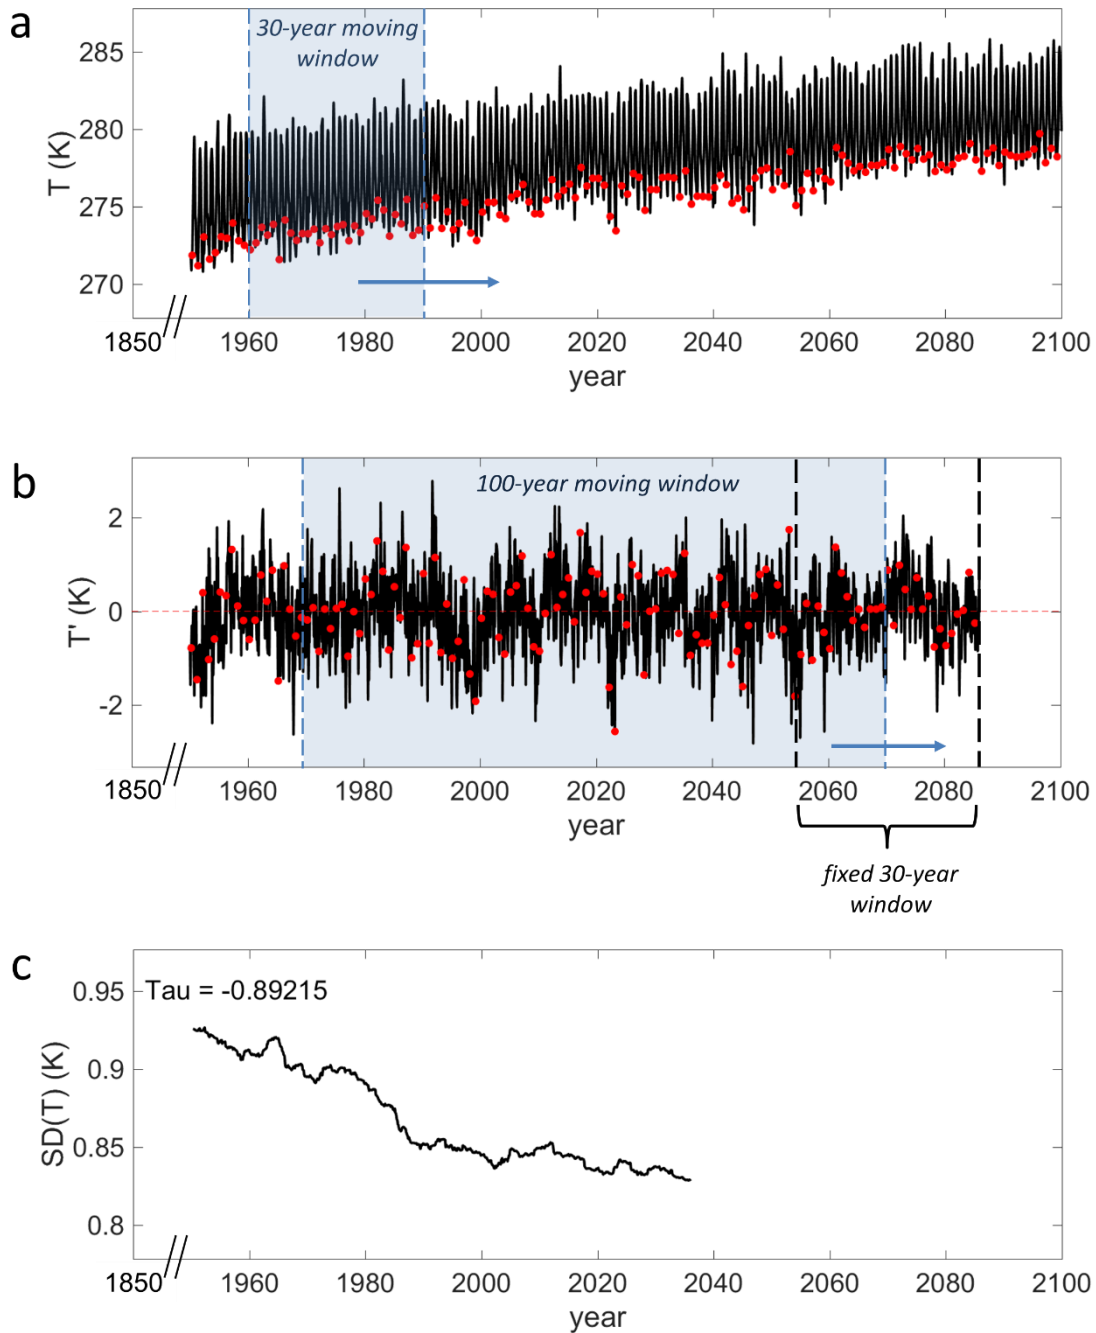 a
30-year moving
window
T (K)
285
280
275
270
1850
1960
1980
2000
2020
2040
2060
2080
2100
year
b
100-year moving window
T' (K)
2
0
-2
1850
1960
1980
2000
2020
2040
2060
2080
2100
year
fixed 30-year
window
c
Tau = -0.89215
SD(T) (K)
0.95
0.9
0.85
0.8
1850
1960
1980
2000
2020
2040
2060
2080
2100
year